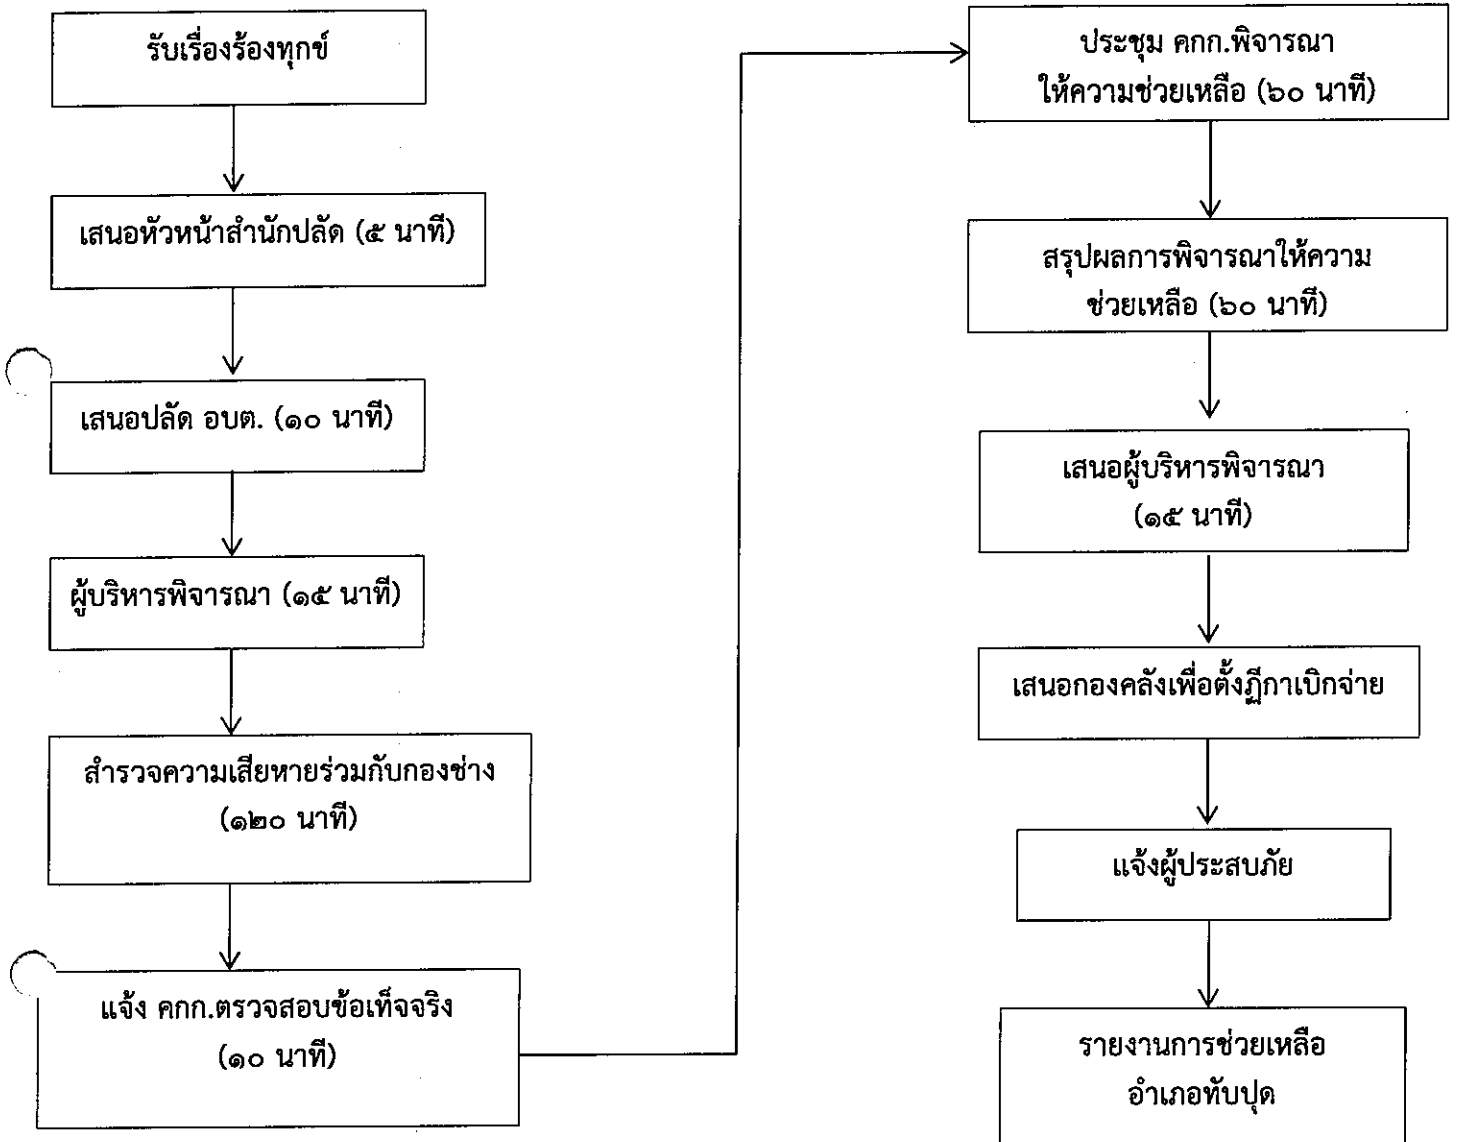 รับเรื่องร้องทุกข์
เสนอหัวหน้าสำนักปลัด (๕ นาที)
เสนอปลัด อบต. (๑๐ นาที)
ผู้บริหารพิจารณา (๑๕ นาที)
สำรวจความเสียหายร่วมกับกองช่าง
(๑๒๐ นาที)
แจ้ง คกก.ตรวจสอบข้อเท็จจริง
(๑๐ นาที)
ประชุม คกก.พิจารณา
ให้ความช่วยเหลือ (๖๐ นาที)
สรุปผลการพิจารณาให้ความ
ช่วยเหลือ (๖๐ นาที)
เสนอผู้บริหารพิจารณา
(๑๕ นาที)
เสนอกองคลังเพื่อตั้งฎีกาเบิกจ่าย
แจ้งผู้ประสบภัย
รายงานการช่วยเหลือ
อำเภอทับปุด